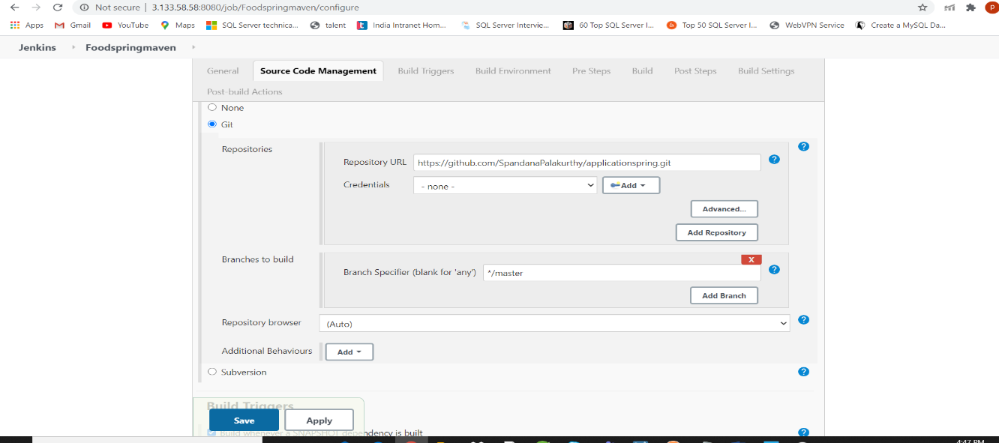 Not secure | 3.133.58.58:8080/job/Foodspringmaven/configure
P
Apps Gmail YouTube Maps SQL Server technica... talent India Intranet Hom... SQL Server Intervie... 60 Top SQL Server I... Top 50 SQL Server I... WebVPN Service Create a MySQL Da...
Jenkins Foodspringmaven
General Source Code Management Build Triggers Build Environment Pre Steps Build Post Steps Build Settings
Post-build Actions
None
Git
Repositories
Repository URL https://github.com/SpandanaPalakurthy/applicationspring.git
Credentials - none - Add
Advanced...
Add Repository
Branches to build
X
Branch Specifier (blank for 'any') */master
Add Branch
Repository browser (Auto)
Additional Behaviours Add
Subversion
Build Triggers
Save Apply
Build whenever a SNAPSHOT dependency is built
4:47 PM